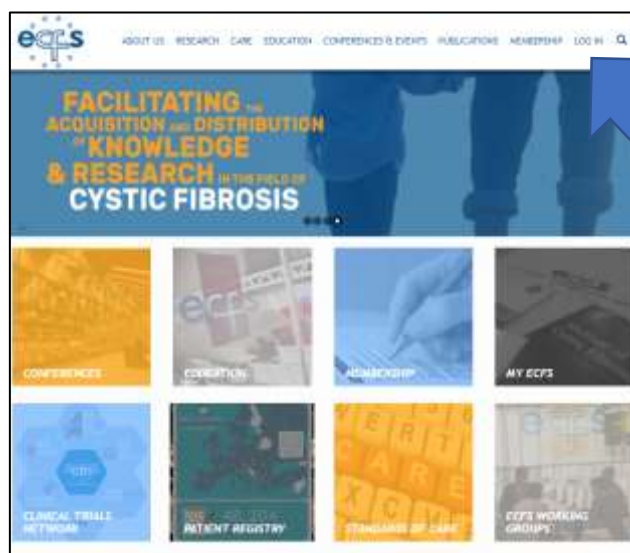 ecfs
ABOUT US RESEARCH CARE EDUCATION CONFERENCES & EVENTS PUBLICATIONS MEMBERSHIP LOG IN
FACILITATING THE
ACQUISITION AND DISTRIBUTION
OF KNOWLEDGE
& RESEARCH IN THE FIELD OF
CYSTIC FIBROSIS
ecfs
CONFERENCES
EDUCATION
MEMBERSHIP
MY ECFS
CARE
CLINICAL TRIALS
NETWORK
PATIENT REGISTRY
STANDARDS OF CARE
ECFS WORKING
GROUPS